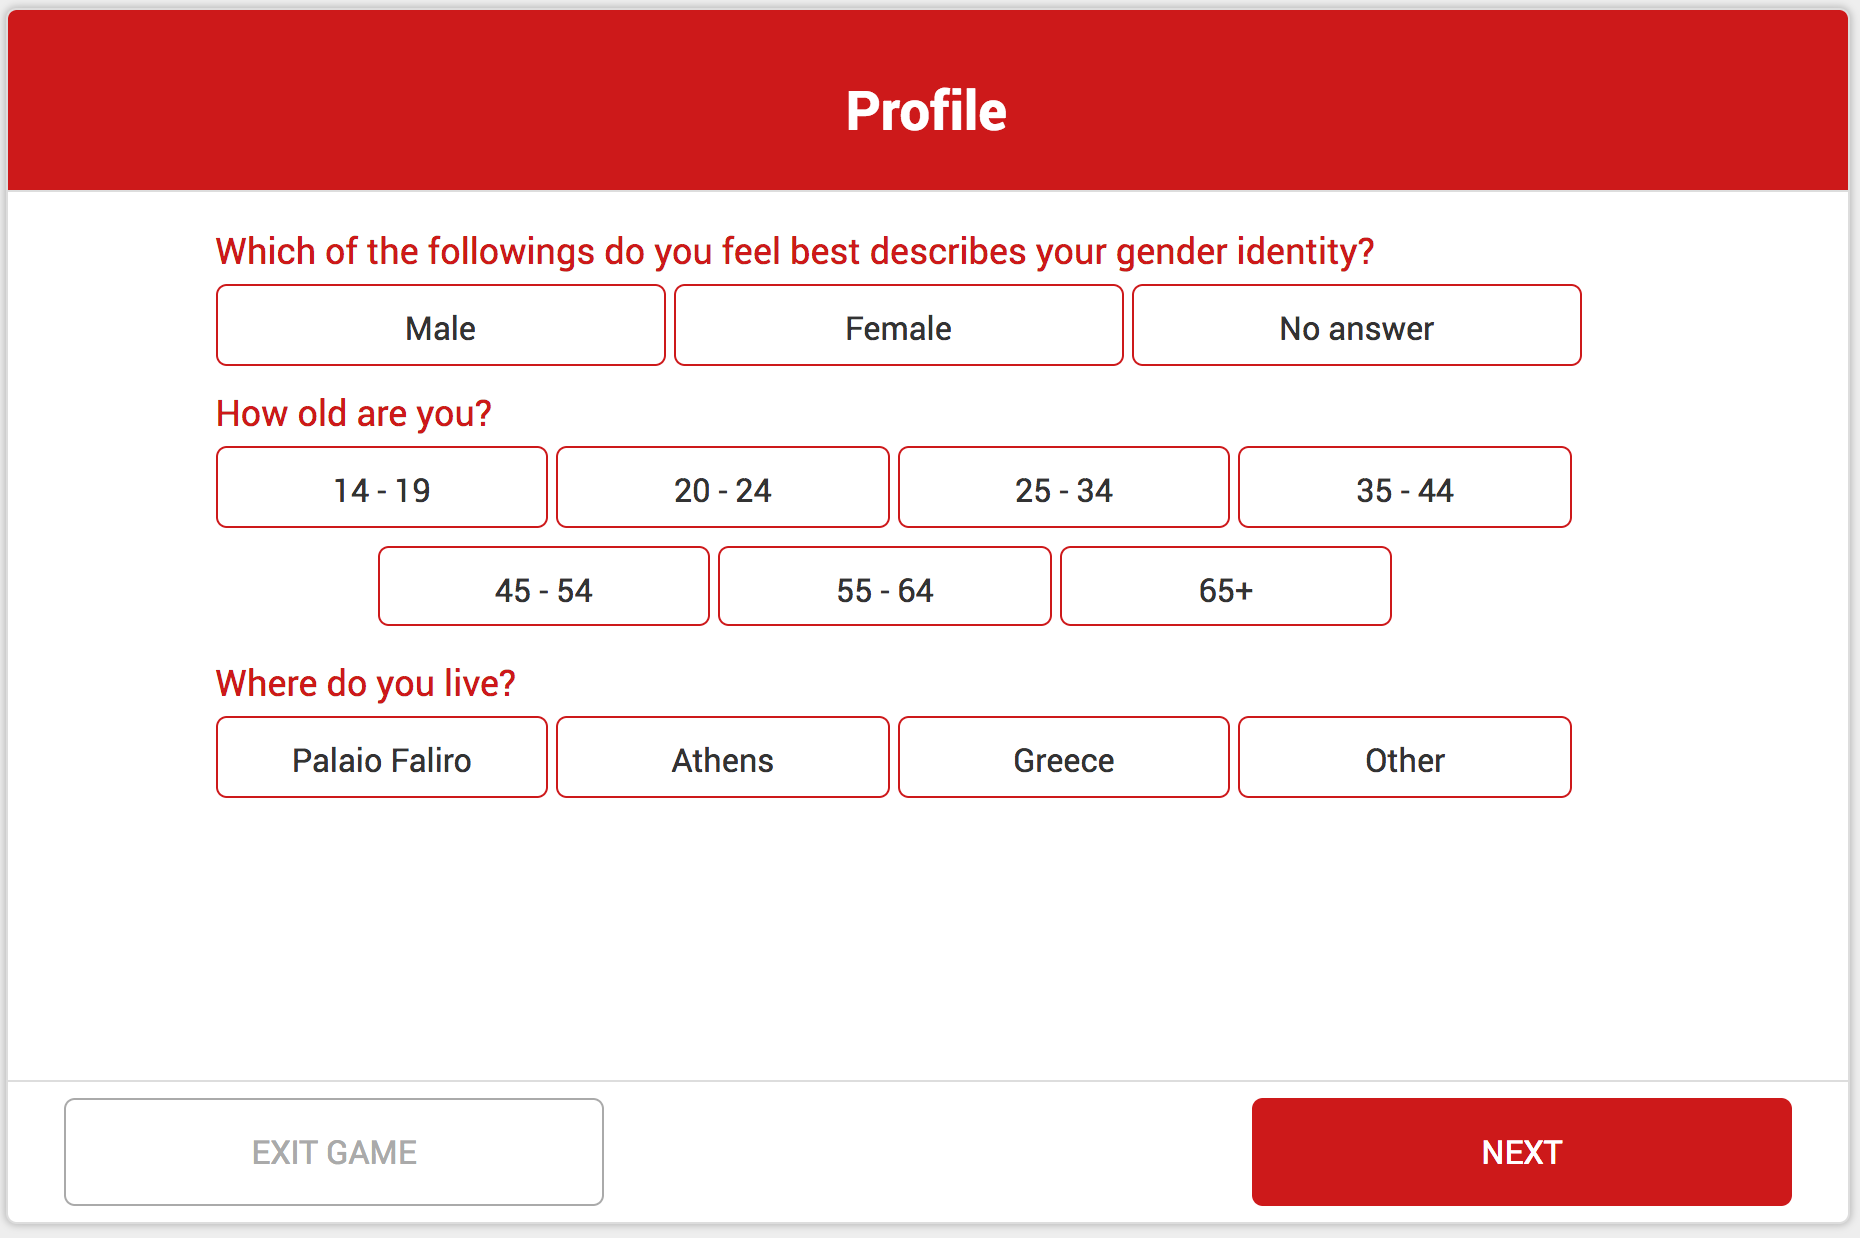 Profile
Which of the followings do you feel best describes your gender identity?
Male Female No answer
How old are you?
14 - 19 20 - 24 25 - 34 35 - 44
45 - 54 55 - 64 65+
Where do you live?
Palaio Faliro Athens Greece Other
EXIT GAME NEXT